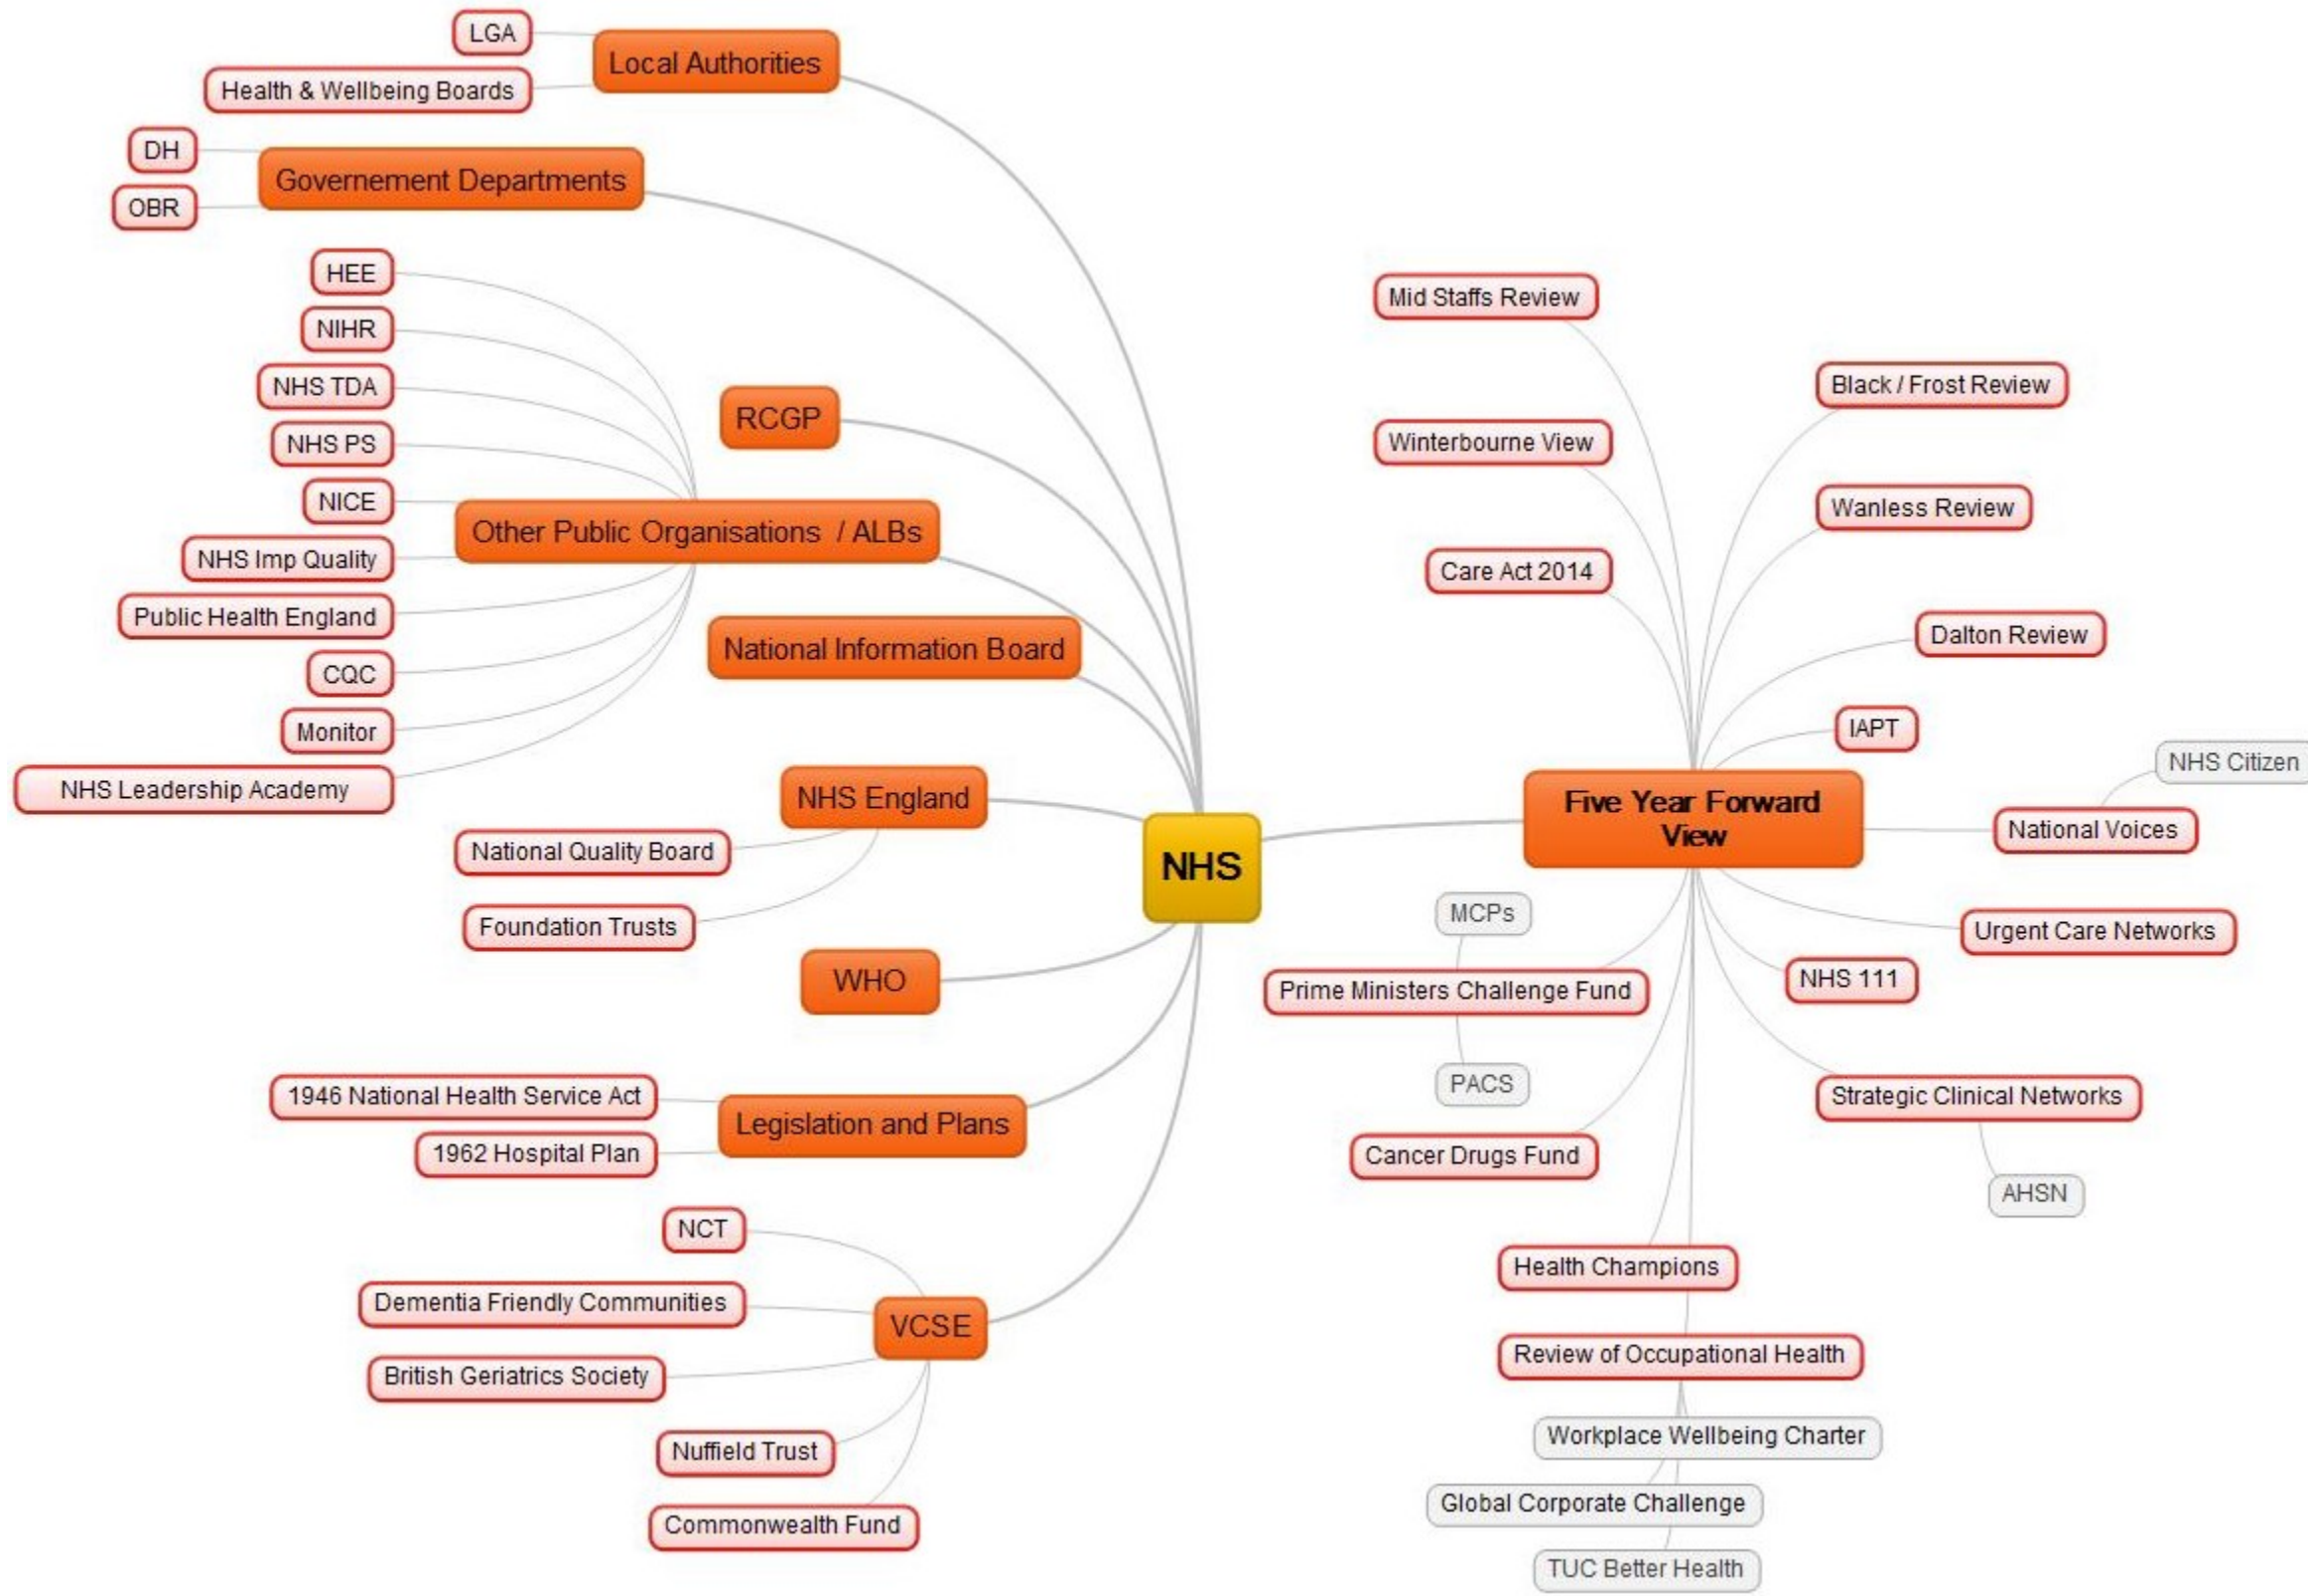 LGA
Local Authorities
Health & Wellbeing Boards
DH
Governement Departments
OBR
HEE
NIHR
NHS TDA
RCGP
NHS PS
NICE
Other Public Organisations / ALBs
NHS Imp Quality
Public Health England
National Information Board
CQC
Monitor
NHS Leadership Academy
NHS England
National Quality Board
Foundation Trusts
NHS
WHO
1946 National Health Service Act
Legislation and Plans
1962 Hospital Plan
NCT
Dementia Friendly Communities
VCSE
British Geriatrics Society
Nuffield Trust
Commonwealth Fund
Mid Staffs Review
Black / Frost Review
Winterbourne View
Wanless Review
Care Act 2014
Dalton Review
IAPT
NHS Citizen
Five Year Forward
View
National Voices
MCPs
Urgent Care Networks
NHS 111
Prime Ministers Challenge Fund
PACS
Strategic Clinical Networks
Cancer Drugs Fund
AHSN
Health Champions
Review of Occupational Health
Workplace Wellbeing Charter
Global Corporate Challenge
TUC Better Health